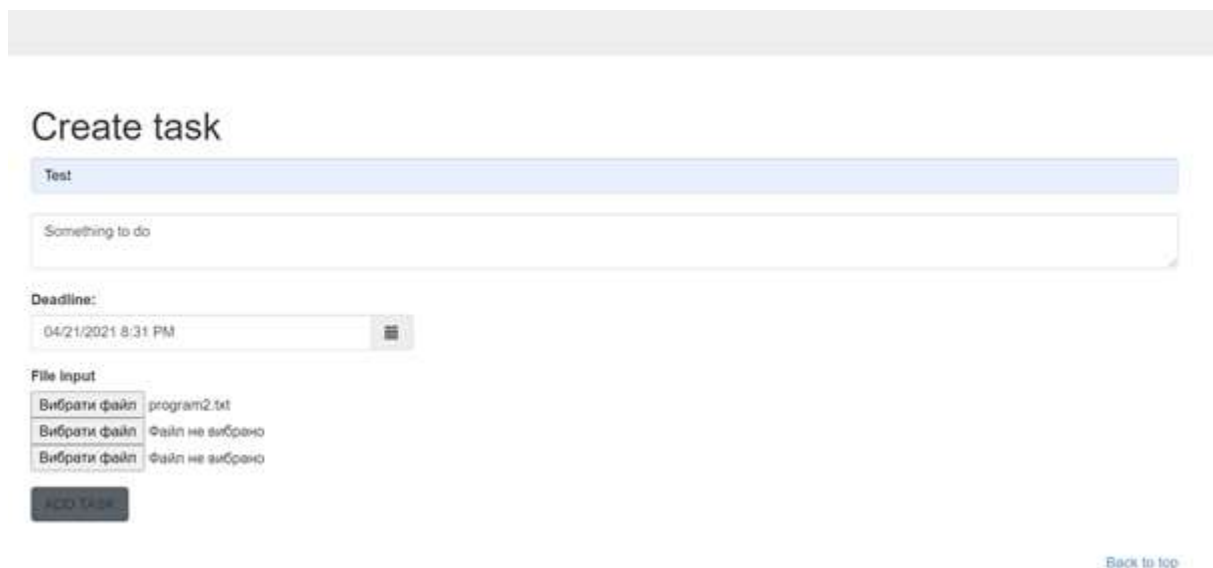 Create task
Test
Something to do
Deadline:
04/21/2021 8:31 PM
File input
Вибрати файл program2.txt
Вибрати файл Файл не вибрано
Вибрати файл Файл не вибрано
ADD TASK
Back to top